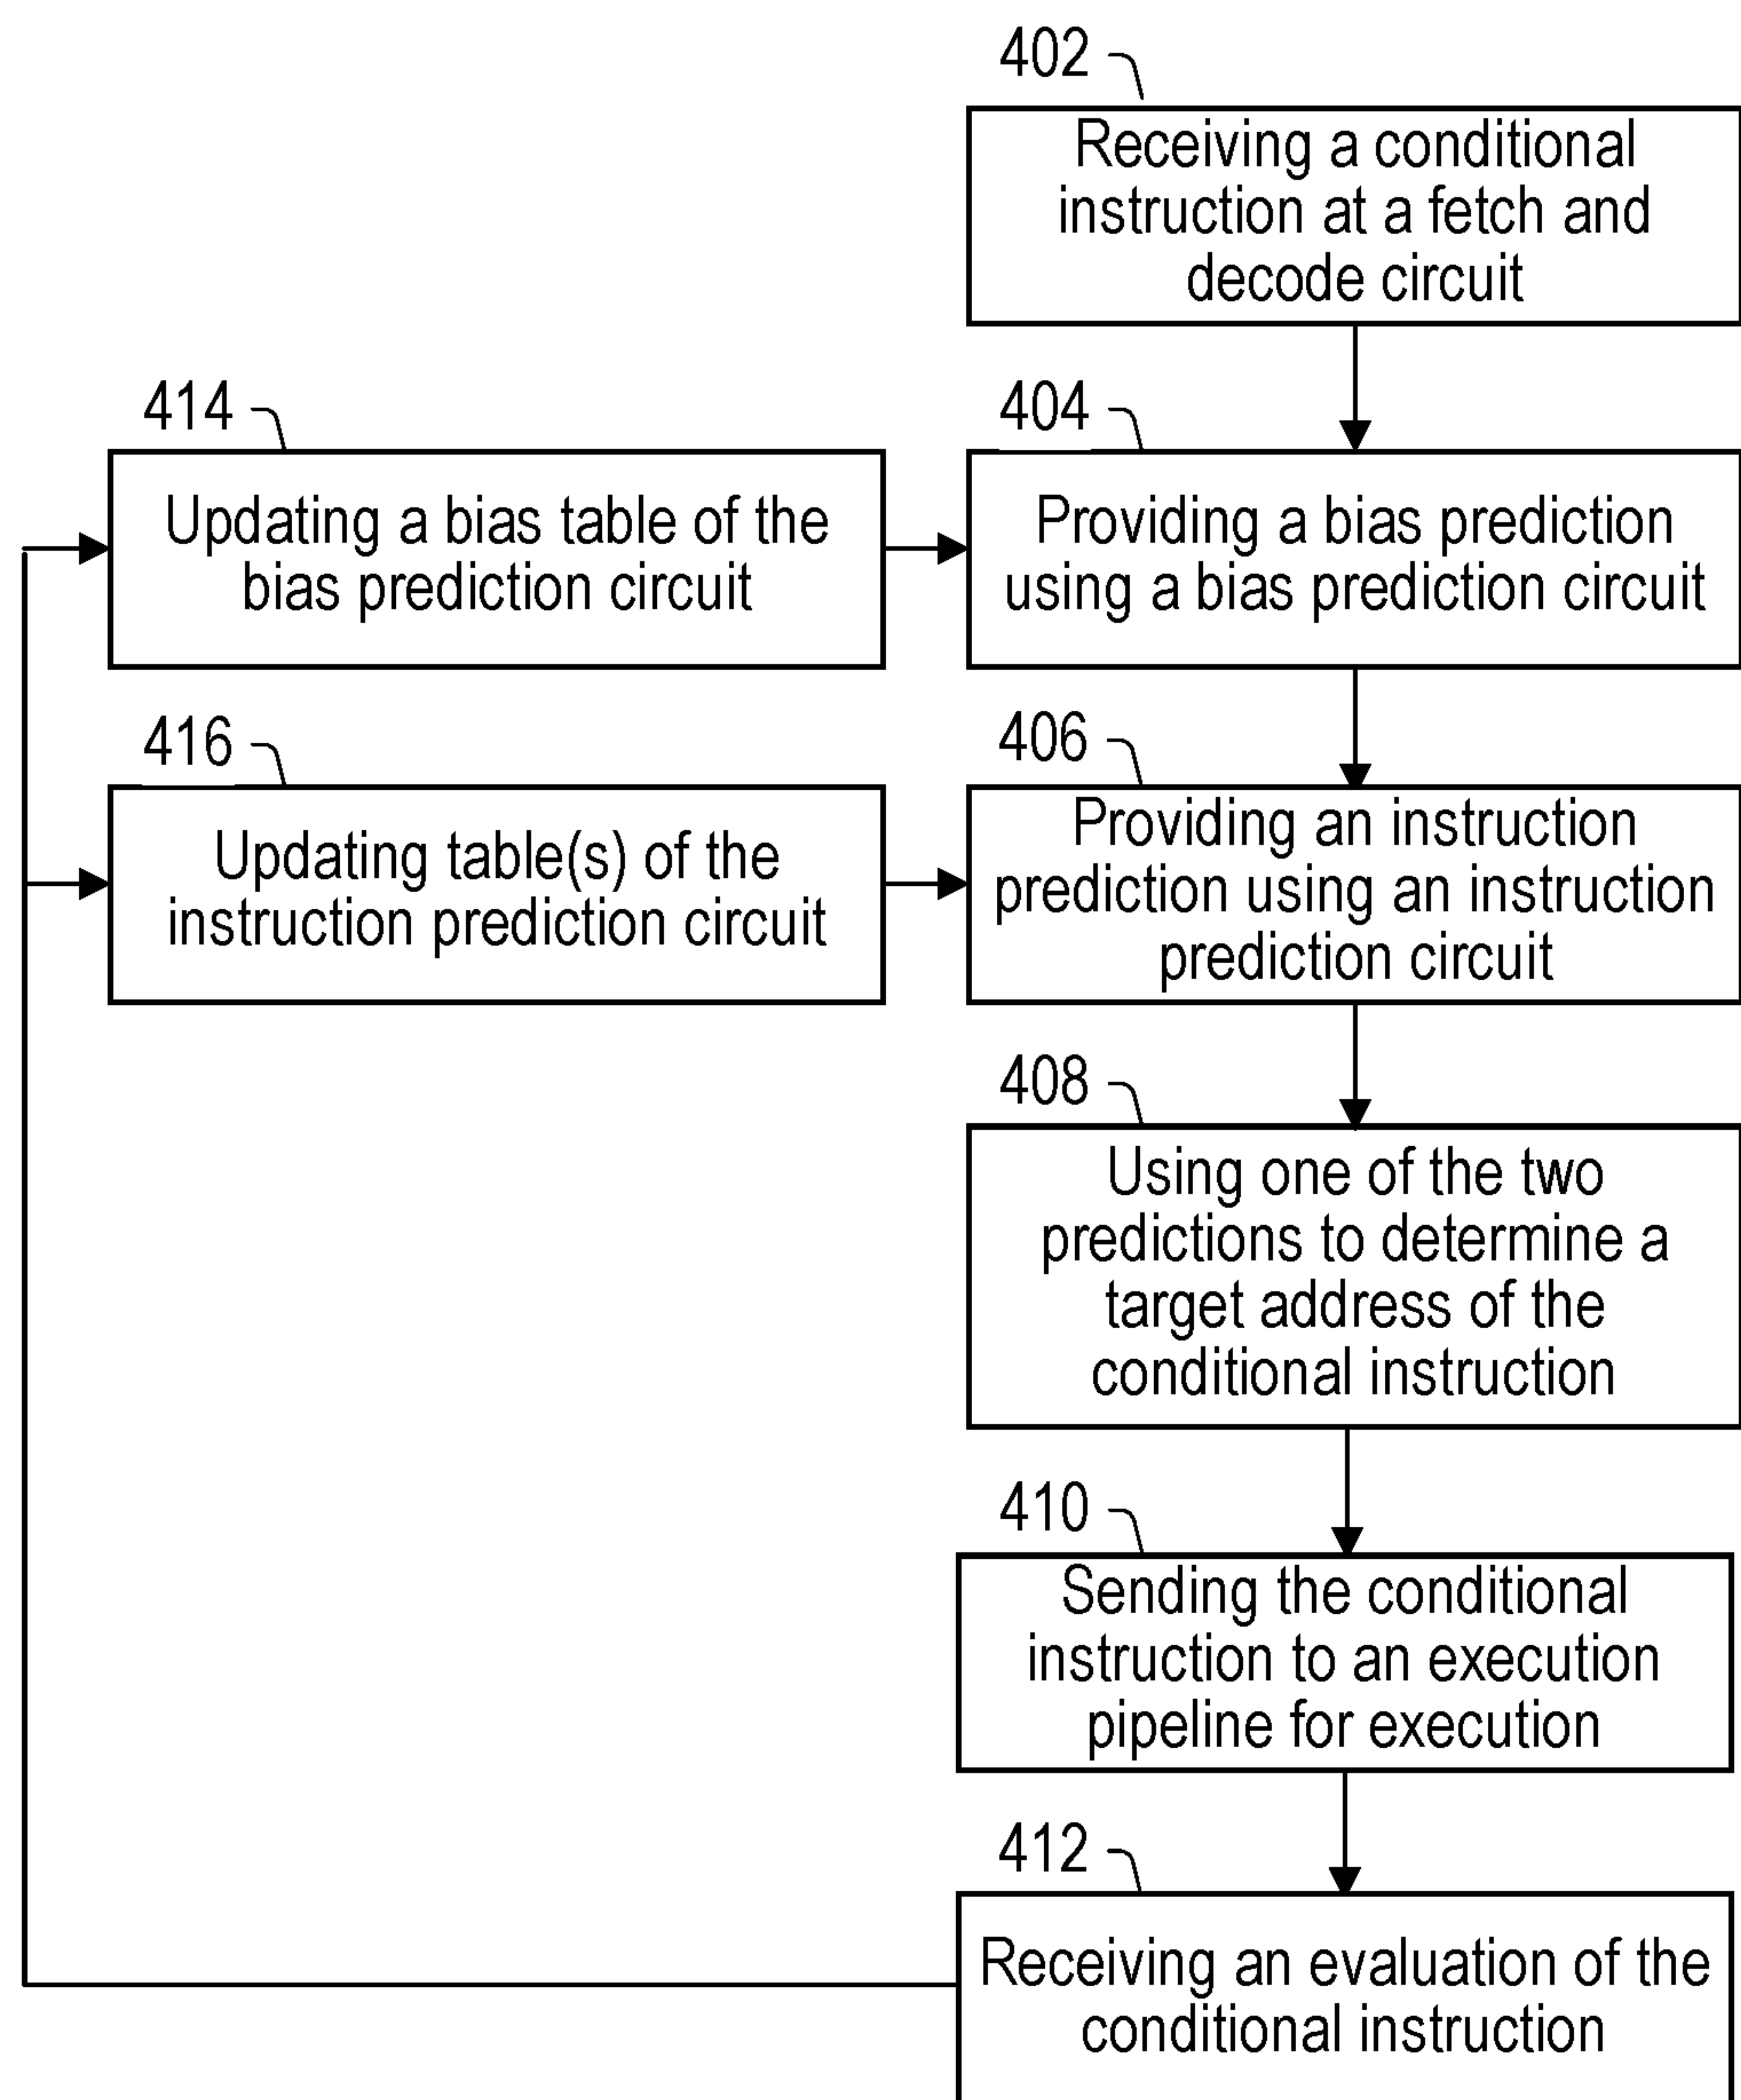 402
Receiving a conditional
instruction at a fetch and
decode circuit
414
Updating a bias table of the
bias prediction circuit
404
Providing a bias prediction
using a bias prediction circuit
416
Updating table(s) of the
instruction prediction circuit
406
Providing an instruction
prediction using an instruction
prediction circuit
408
Using one of the two
predictions to determine a
target address of the
conditional instruction
410
Sending the conditional
instruction to an execution
pipeline for execution
412
Receiving an evaluation of the
conditional instruction